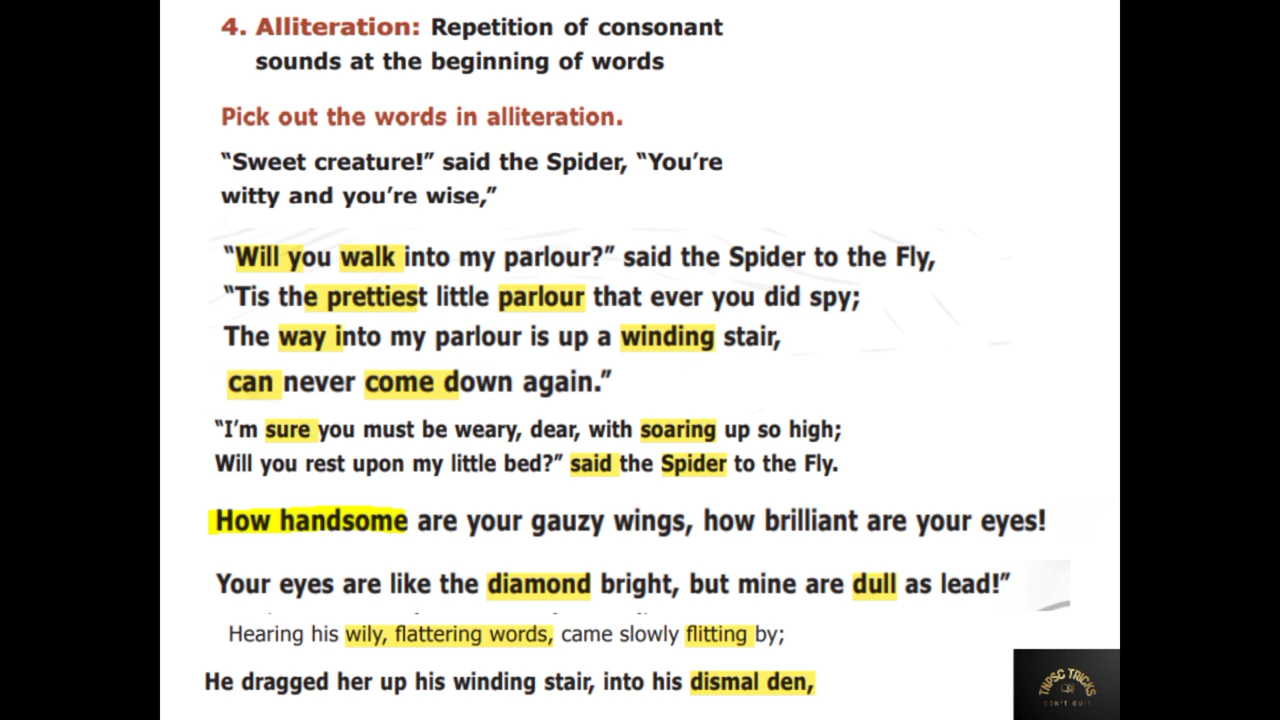 4. Alliteration: Repetition of consonant
sounds at the beginning of words
Pick out the words in alliteration.
“Sweet creature!” said the Spider, “You’re
witty and you’re wise,”
“Will you walk into my parlour?” said the Spider to the Fly,
“Tis the prettiest little parlour that ever you did spy;
The way into my parlour is up a winding stair,
can never come down again.”
“I’m sure you must be weary, dear, with soaring up so high;
Will you rest upon my little bed?” said the Spider to the Fly.
How handsome are your gauzy wings, how brilliant are your eyes!
Your eyes are like the diamond bright, but mine are dull as lead!”
Hearing his wily, flattering words, came slowly flitting by;
He dragged her up his winding stair, into his dismal den,
TNPSC TRICKS
DON'T QUIT